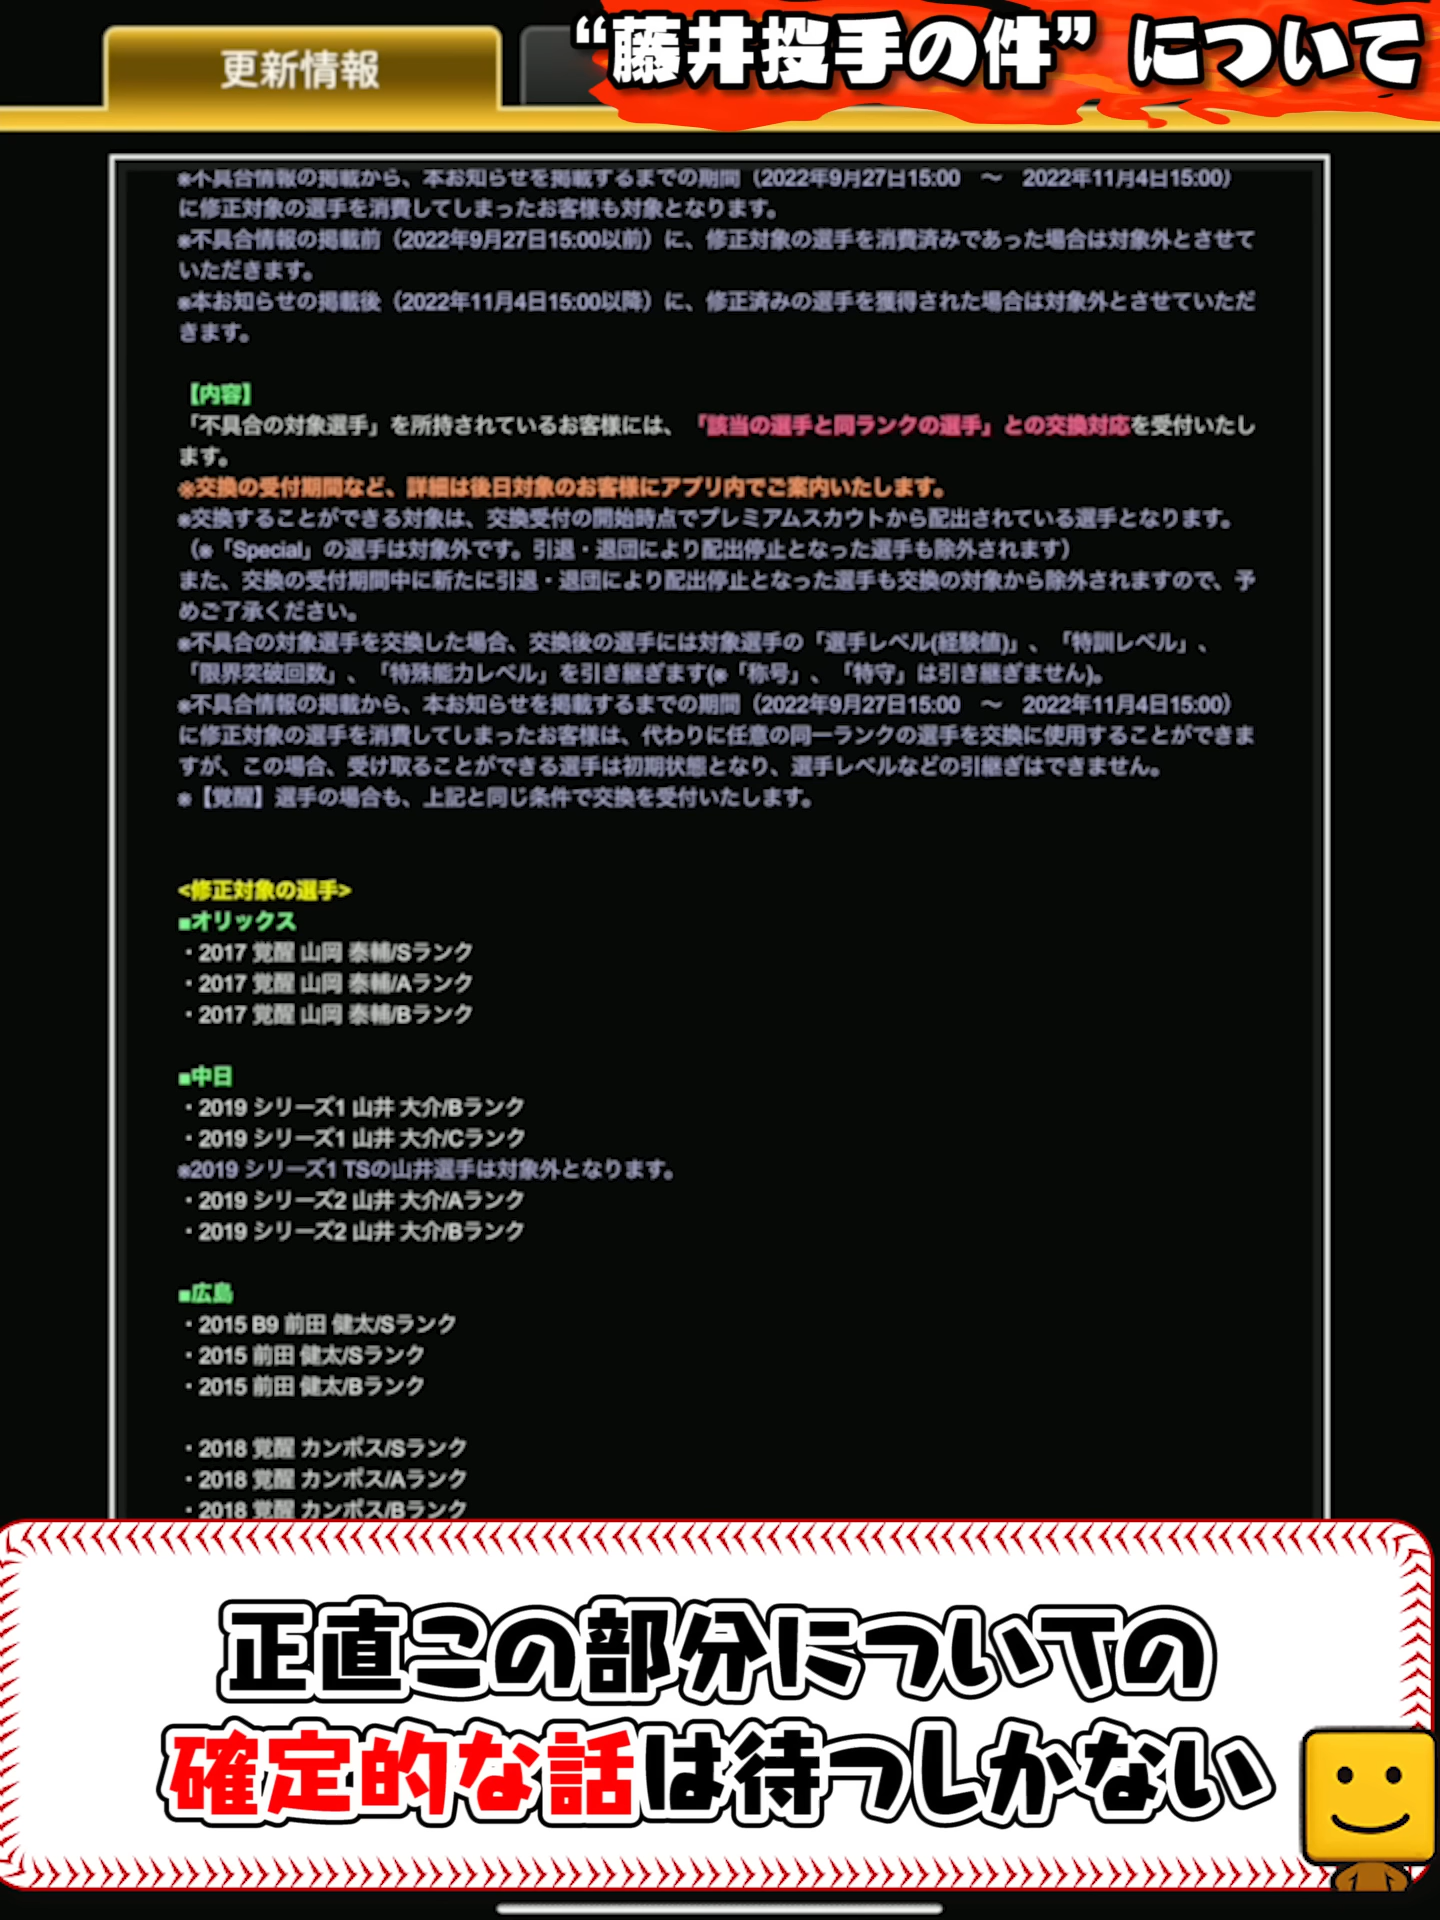 更新情報
“藤井投手の件”について
※不具合情報の掲載から、本お知らせを掲載するまでの期間（2022年9月27日15:00　～　2022年11月4日15:00）
に修正対象の選手を消費してしまったお客様も対象となります。
※不具合情報の掲載前（2022年9月27日15:00以前）に、修正対象の選手を消費済みであった場合は対象外とさせて
いただきます。
※本お知らせの掲載後（2022年11月4日15:00以降）に、修正済みの選手を獲得された場合は対象外とさせていただ
きます。
【内容】
「不具合の対象選手」を所持されているお客様には、「該当の選手と同ランクの選手」との交換対応を受付いたし
ます。
※交換の受付期間など、詳細は後日対象のお客様にアプリ内でご案内いたします。
※交換することができる対象は、交換受付の開始時点でプレミアムスカウトから配出されている選手となります。
（※「Special」の選手は対象外です。引退・退団により配出停止となった選手も除外されます）
また、交換の受付期間中に新たに引退・退団により配出停止となった選手も交換の対象から除外されますので、予
めご了承ください。
※不具合の対象選手を交換した場合、交換後の選手には対象選手の「選手レベル(経験値)」、「特訓レベル」、
「限界突破回数」、「特殊能力レベル」を引き継ぎます(※「称号」、「特守」は引き継ぎません)。
※不具合情報の掲載から、本お知らせを掲載するまでの期間（2022年9月27日15:00　～　2022年11月4日15:00）
に修正対象の選手を消費してしまったお客様は、代わりに任意の同一ランクの選手を交換に使用することができま
すが、この場合、受け取ることができる選手は初期状態となり、選手レベルなどの引継ぎはできません。
※【覚醒】選手の場合も、上記と同じ条件で交換を受付いたします。
<修正対象の選手>
■オリックス
・2017 覚醒 山岡 泰輔/Sランク
・2017 覚醒 山岡 泰輔/Aランク
・2017 覚醒 山岡 泰輔/Bランク
■中日
・2019 シリーズ1 山井 大介/Bランク
・2019 シリーズ1 山井 大介/Cランク
※2019 シリーズ1 TSの山井選手は対象外となります。
・2019 シリーズ2 山井 大介/Aランク
・2019 シリーズ2 山井 大介/Bランク
■広島
・2015 B9 前田 健太/Sランク
・2015 前田 健太/Sランク
・2015 前田 健太/Bランク
・2018 覚醒 カンポス/Sランク
・2018 覚醒 カンポス/Aランク
・2018 覚醒 カンポス/Bランク
正直この部分についての
確定的な話は待つしかない